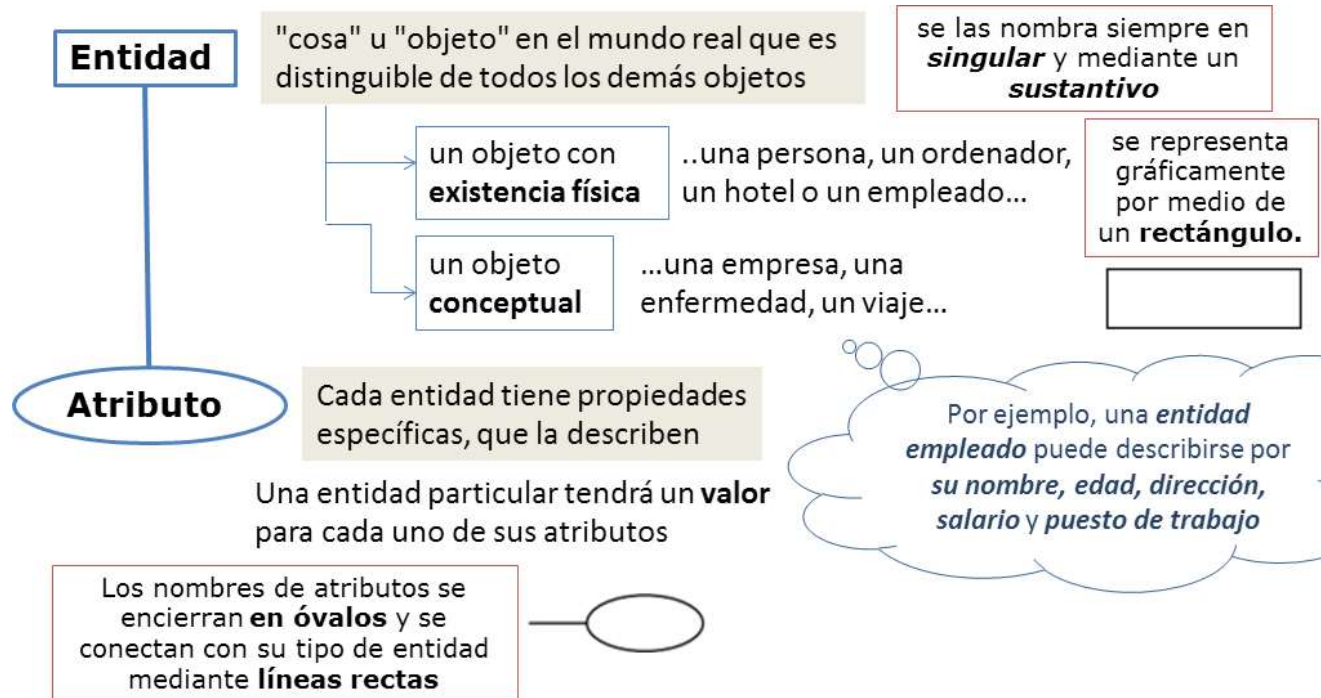 Entidad
"cosa" u "objeto" en el mundo real que es
distinguible de todos los demás objetos
se las nombra siempre en
singular y mediante un
sustantivo
un objeto con
existencia física
..una persona, un ordenador,
un hotel o un empleado...
se representa
gráficamente
por medio de
un rectángulo.
un objeto
conceptual
...una empresa, una
enfermedad, un viaje...
Atributo
Cada entidad tiene propiedades
específicas, que la describen
Por ejemplo, una entidad
empleado puede describirse por
su nombre, edad, dirección,
salario y puesto de trabajo
Una entidad particular tendrá un valor
para cada uno de sus atributos
Los nombres de atributos se
encierran en óvalos y se
conectan con su tipo de entidad
mediante líneas rectas